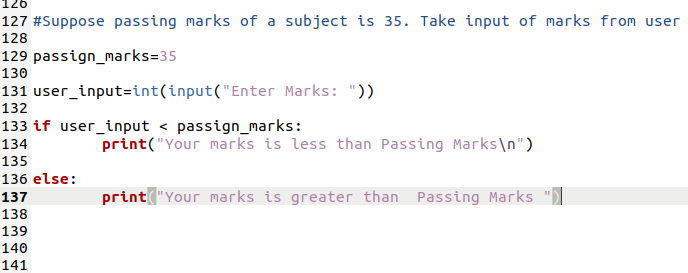 126
127 #Suppose passing marks of a subject is 35. Take input of marks from user
128
129 passign_marks=35
130
131 user_input=int(input("Enter Marks: "))
132
133 if user_input < passign_marks:
134         print("Your marks is less than Passing Marks\n")
135
136 else:
137         print("Your marks is greater than  Passing Marks ")
138
139
140
141